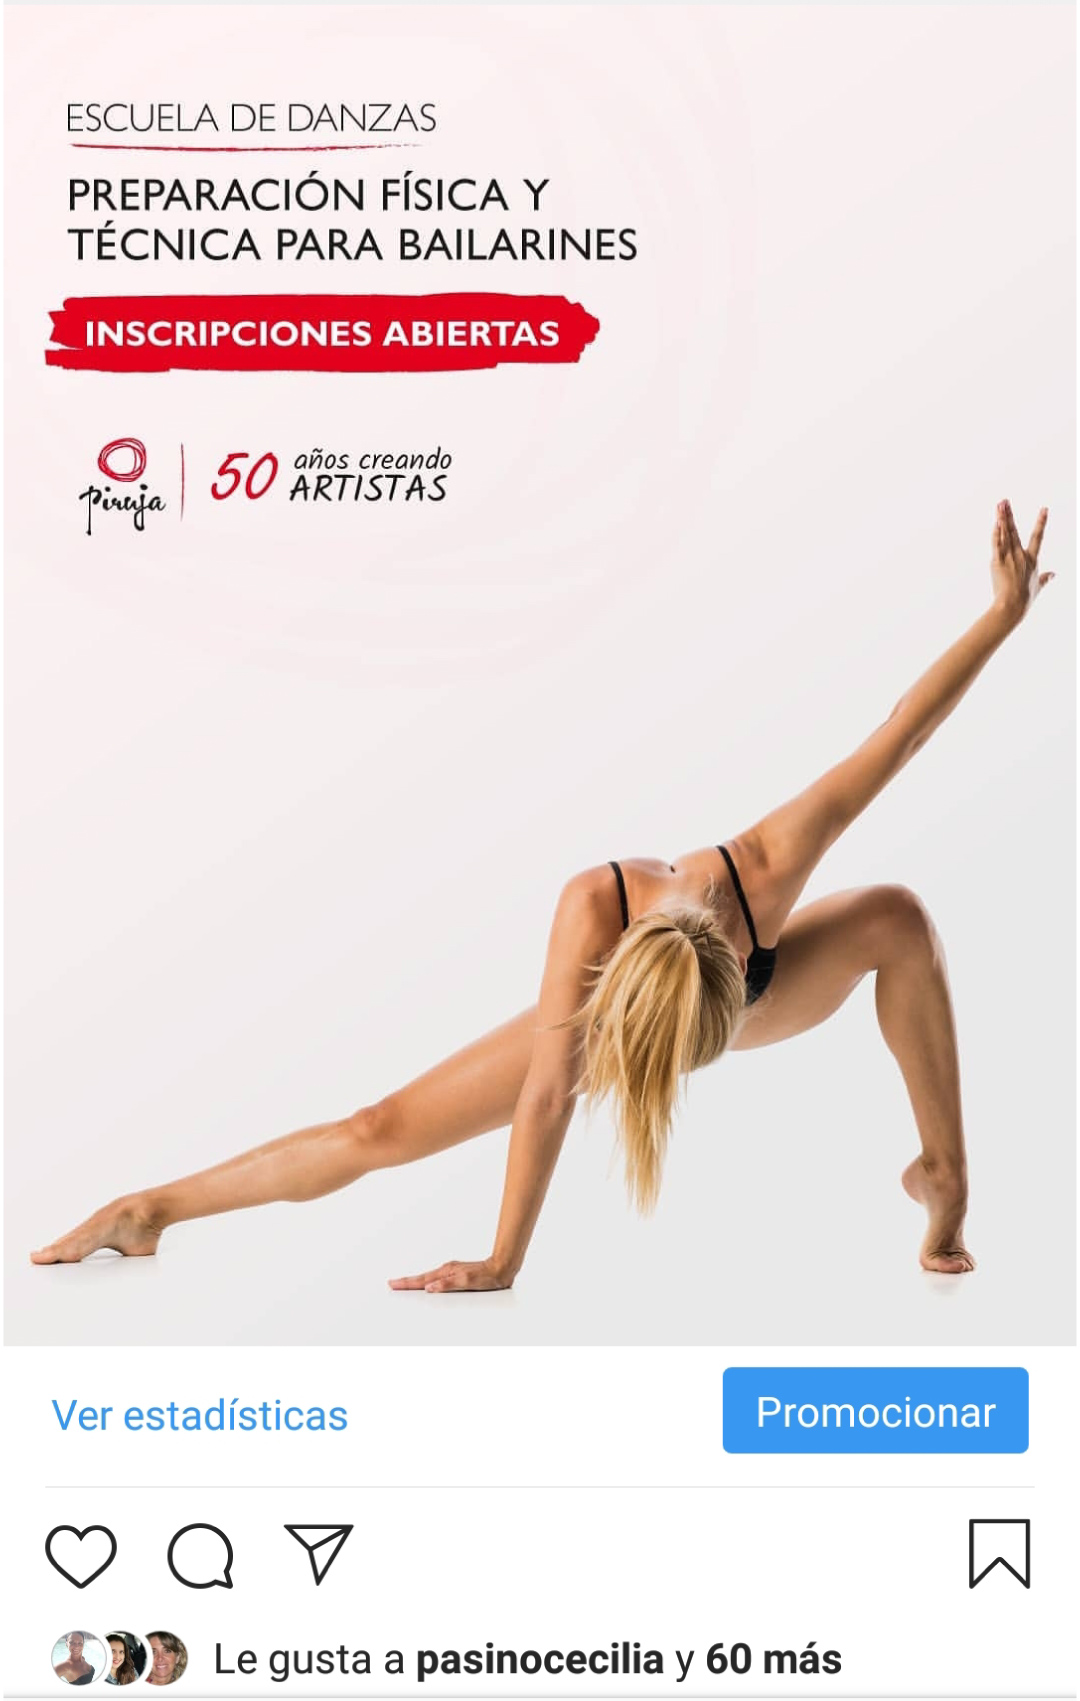 ESCUELA DE DANZAS
PREPARACIÓN FÍSICA Y
TÉCNICA PARA BAILARINES
INSCRIPCIONES ABIERTAS
Piruja
50 años creando
ARTISTAS
Ver estadísticas
Promocionar
Le gusta a pasinocecilia y 60 más